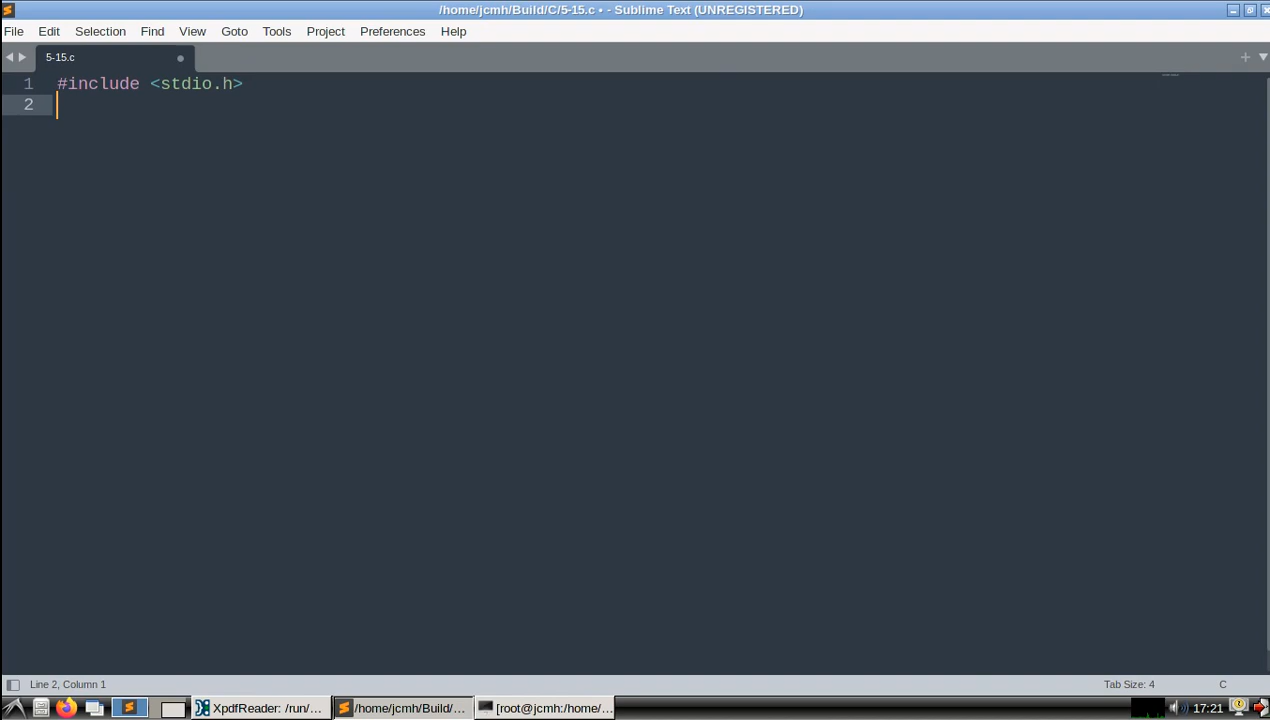 /home/jcmh/Build/C/5-15.c • - Sublime Text (UNREGISTERED)
File Edit Selection Find View Goto Tools Project Preferences Help
5-15.c
1 #include <stdio.h>
2
Line 2, Column 1 Tab Size: 4 C
XpdfReader: /run/... /home/jcmh/Build/... [root@jcmh:/home/... 17:21